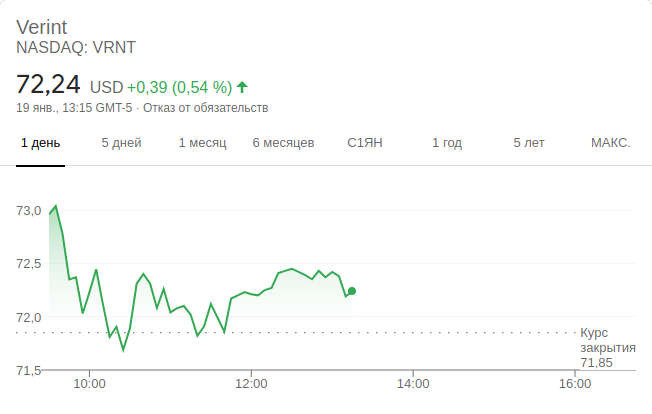 Verint
NASDAQ: VRNT
72,24 USD +0,39 (0,54 %)
19 янв., 13:15 GMT-5 · Отказ от обязательств
1 день 5 дней 1 месяц 6 месяцев С1ЯН 1 год 5 лет МАКС.
73,0
72,5
72,0
Курс
закрытия
71,85
71,5
10:00 12:00 14:00 16:00